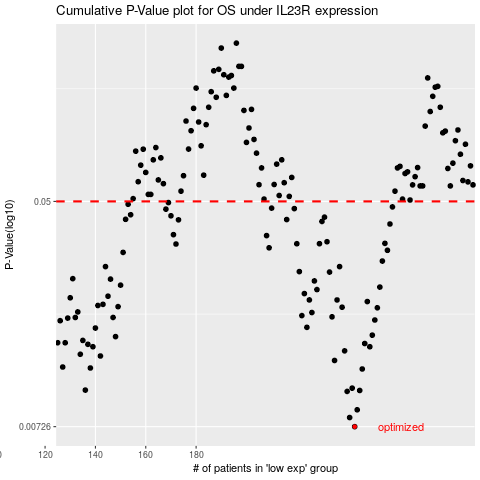 Cumulative P-Value plot for OS under IL23R expression
P-Value(log10)
0.05
0.00726
optimized
0 120 140 160 180
# of patients in 'low exp' group